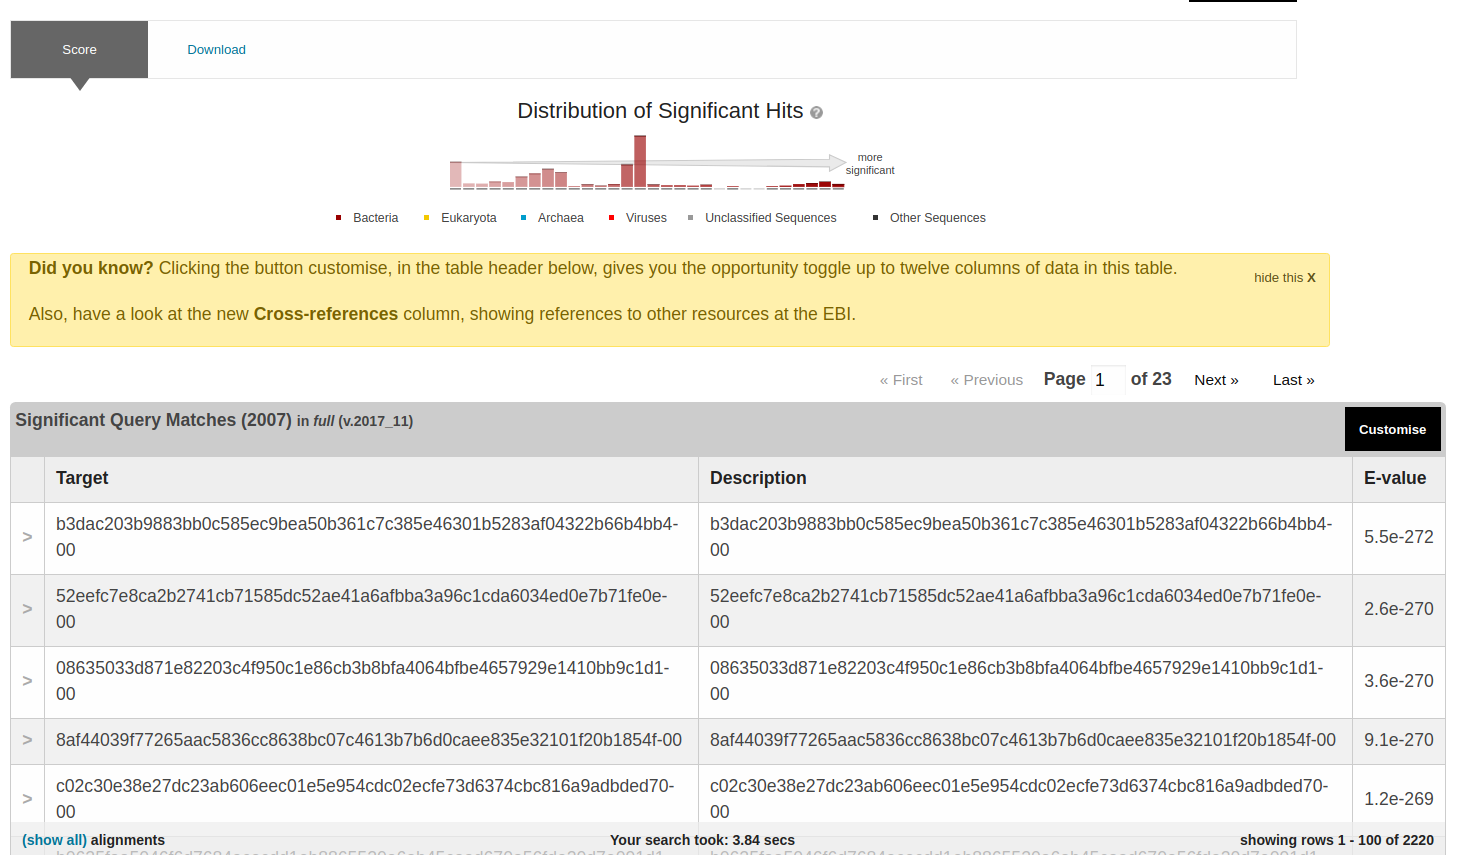 Score
Download
Distribution of Significant Hits ?
more
significant
Bacteria
Eukaryota
Archaea
Viruses
Unclassified Sequences
Other Sequences
Did you know? Clicking the button customise, in the table header below, gives you the opportunity toggle up to twelve columns of data in this table.
hide this X
Also, have a look at the new Cross-references column, showing references to other resources at the EBI.
« First « Previous Page 1 of 23 Next » Last »
Significant Query Matches (2007) in full (v.2017_11)
Customise
Target Description E-value
> b3dac203b9883bb0c585ec9bea50b361c7c385e46301b5283af04322b66b4bb4- b3dac203b9883bb0c585ec9bea50b361c7c385e46301b5283af04322b66b4bb4- 5.5e-272
00 00
> 52eefc7e8ca2b2741cb71585dc52ae41a6afbba3a96c1cda6034ed0e7b71fe0e- 52eefc7e8ca2b2741cb71585dc52ae41a6afbba3a96c1cda6034ed0e7b71fe0e- 2.6e-270
00 00
> 08635033d871e82203c4f950c1e86cb3b8bfa4064bfbe4657929e1410bb9c1d1- 08635033d871e82203c4f950c1e86cb3b8bfa4064bfbe4657929e1410bb9c1d1- 3.6e-270
00 00
> 8af44039f77265aac5836cc8638bc07c4613b7b6d0caee835e32101f20b1854f-00 8af44039f77265aac5836cc8638bc07c4613b7b6d0caee835e32101f20b1854f-00 9.1e-270
> c02c30e38e27dc23ab606eec01e5e954cdc02ecfe73d6374cbc816a9adbded70- c02c30e38e27dc23ab606eec01e5e954cdc02ecfe73d6374cbc816a9adbded70- 1.2e-269
00 00
(show all) alignments Your search took: 3.84 secs showing rows 1 - 100 of 2220